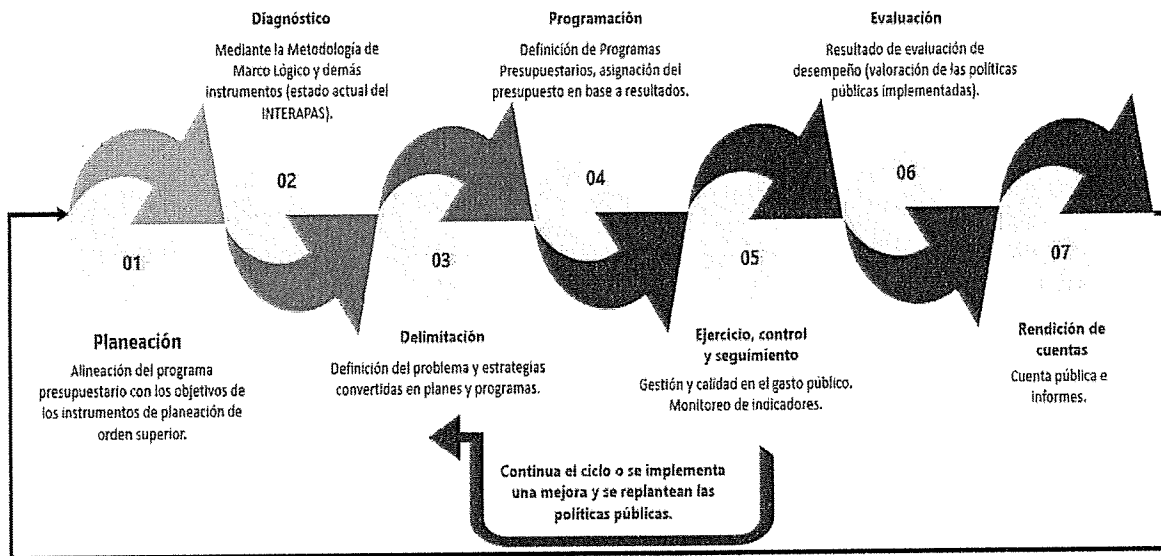 Diagnóstico
Mediante la Metodología de
Marco Lógico y demás
instrumentos (estado actual del
INTERAPAS).
Programación
Definición de Programas
Presupuestarios, asignación del
presupuesto en base a resultados.
Evaluación
Resultado de evaluación de
desempeño (valoración de las políticas
públicas implementadas).
02
04
06
01
03
05
07
Planeación
Alineación del programa
presupuestario con los objetivos de
los instrumentos de planeación de
orden superior.
Delimitación
Definición del problema y estrategias
convertidas en planes y programas.
Ejercicio, control
y seguimiento
Gestión y calidad en el gasto público.
Monitoreo de indicadores.
Rendición de
cuentas
Cuenta pública e
informes.
Continua el ciclo o se implementa
una mejora y se replantean las
políticas públicas.